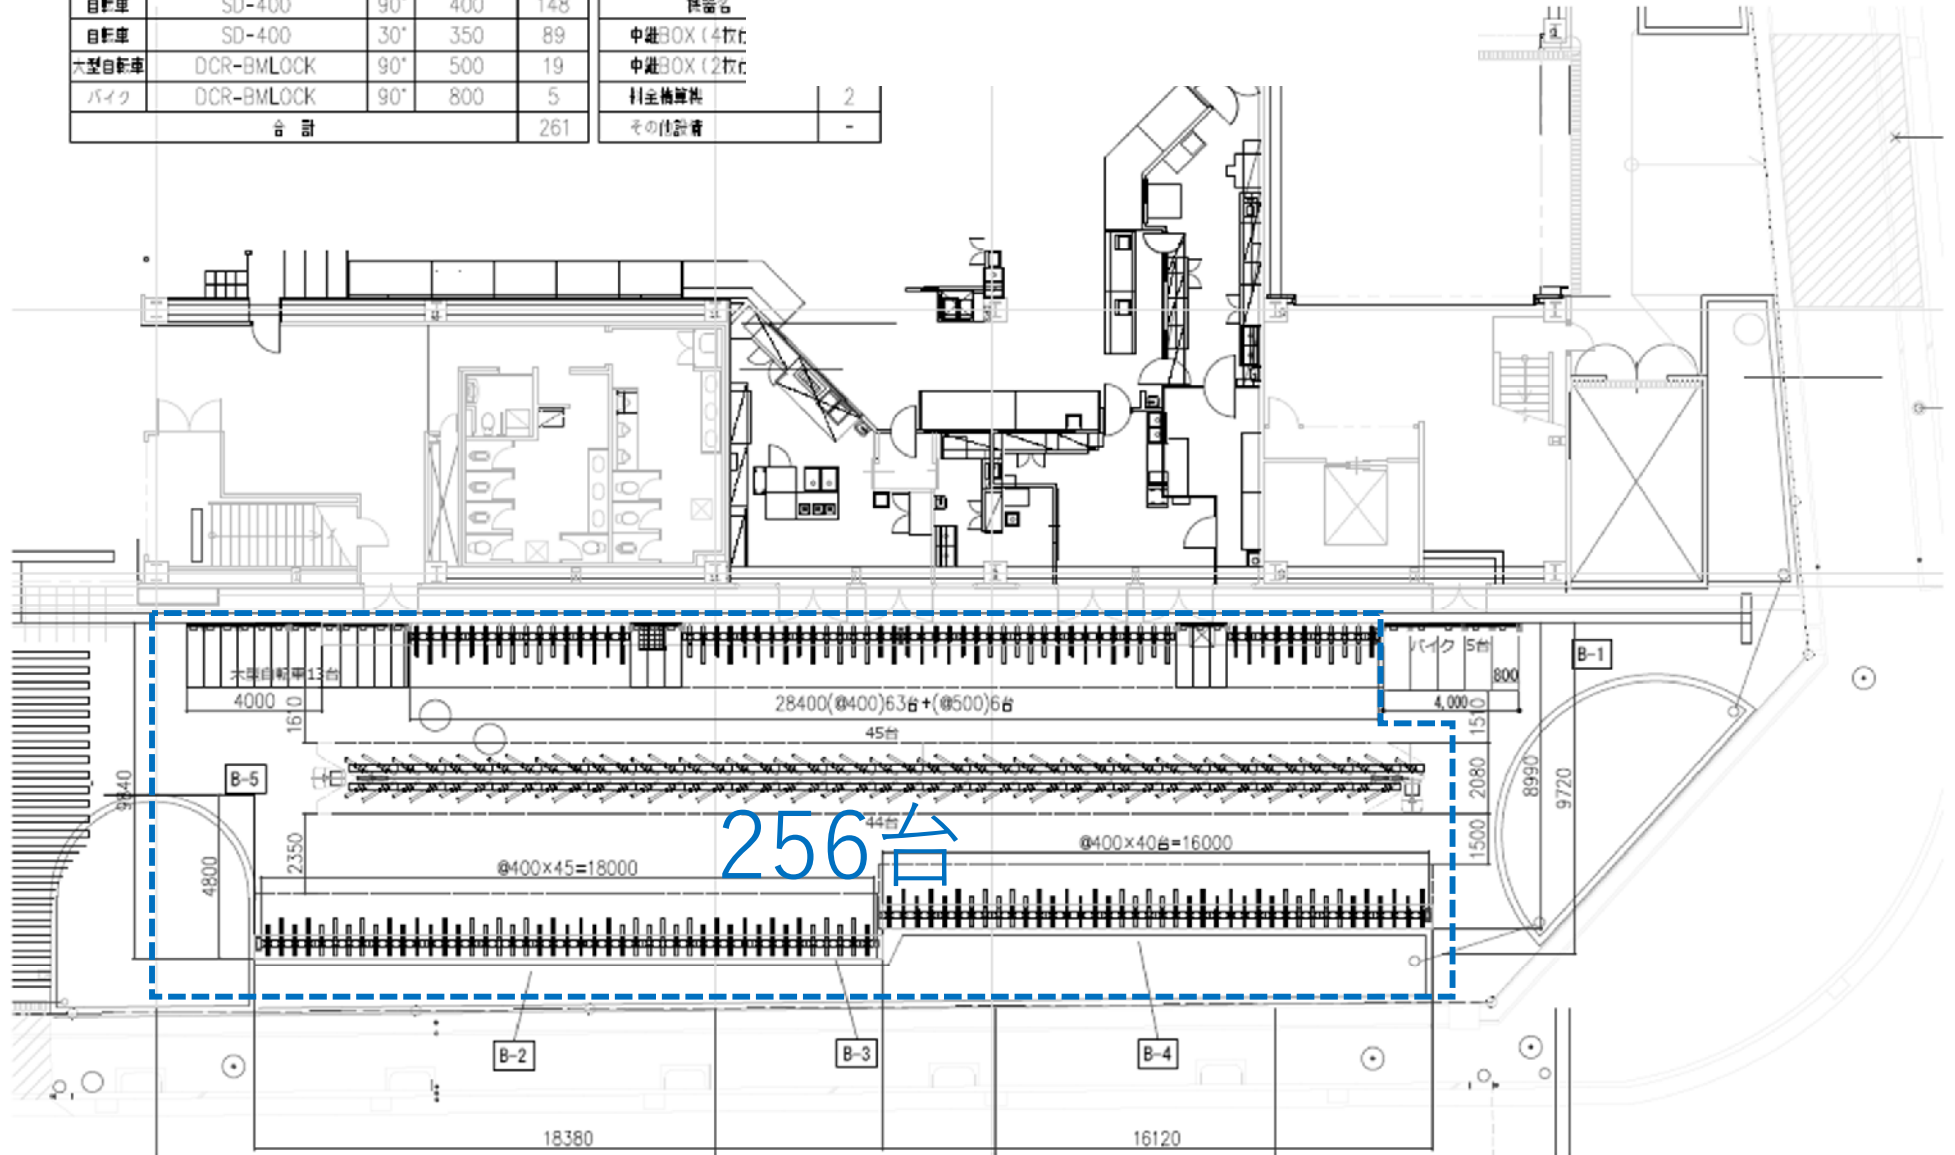 自転車 SD-400 90° 400 148
自転車 SD-400 30° 350 89
大型自転車 DCR-BMLOCK 90° 500 19
バイク DCR-BMLOCK 90° 800 5
合 計 261
機器名
中継BOX(4枚
中継BOX(2枚
料金精算機 2
その他設備 -
大型自転車13台
4000
1610
28400(@400)63台+(@500)6台
バイク 5台
800
4,000
1510
B-1
45台
B-5
9840
2080
8990
9720
44台
256台
1500
2350
4800
@400×45=18000
@400×40台=16000
B-2
B-3
B-4
18380
16120